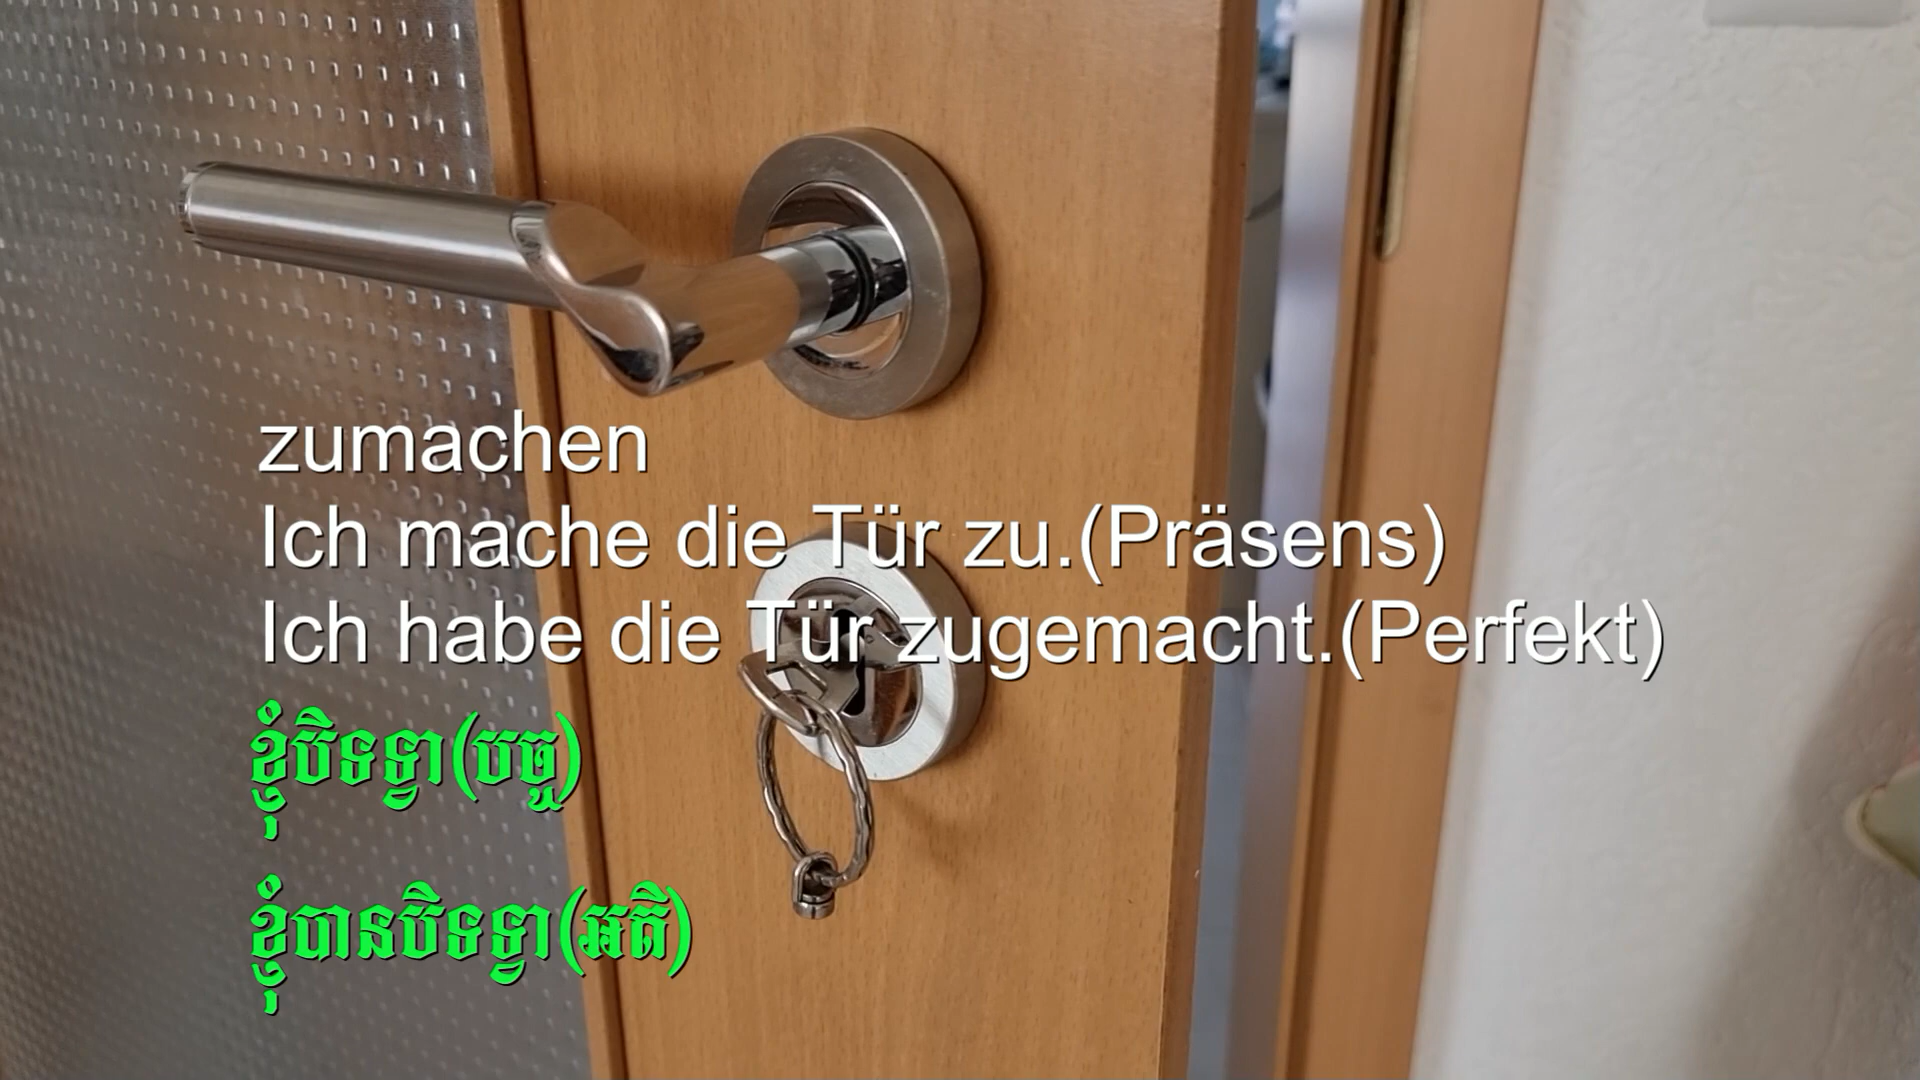 zumachen
Ich mache die Tür zu.(Präsens)
Ich habe die Tür zugemacht.(Perfekt)
ខ្ញុំបិទទ្វា(បច្ចុ)
ខ្ញុំបានបិទទ្វា(អតិ)